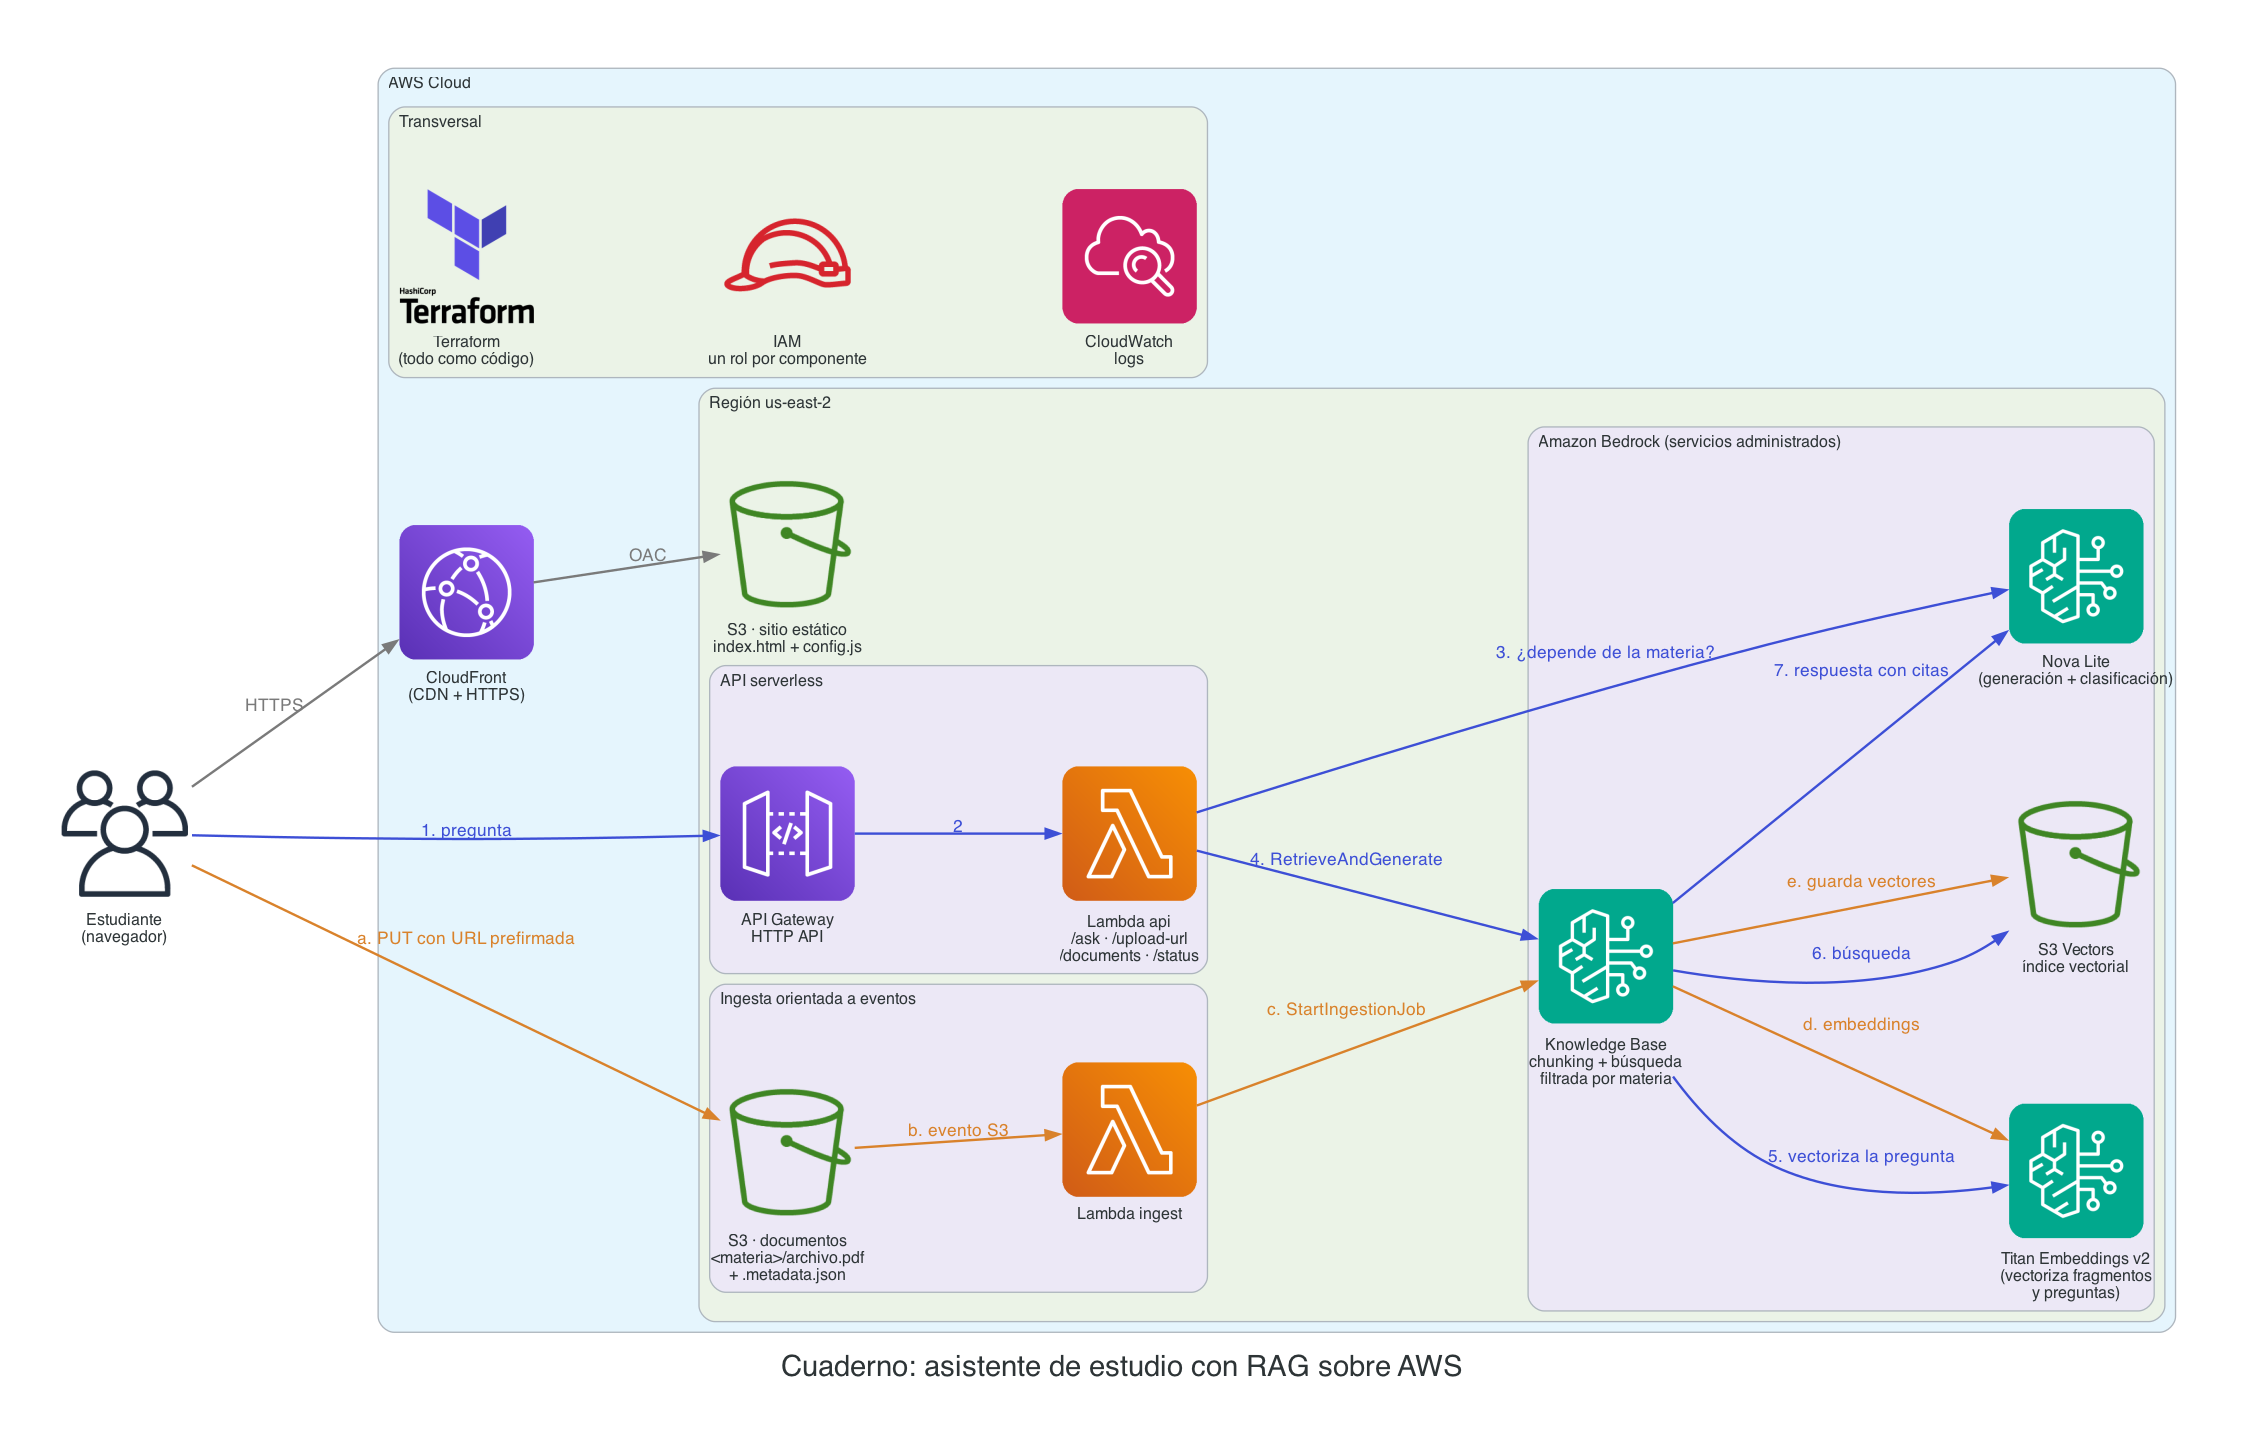 AWS Cloud
Transversal
HashiCorp
Terraform
Terraform
(todo como código)
IAM
un rol por componente
CloudWatch
logs
Región us-east-2
Amazon Bedrock (servicios administrados)
OAC
S3 · sitio estático
index.html + config.js
CloudFront
(CDN + HTTPS)
HTTPS
3. ¿depende de la materia?
7. respuesta con citas
Nova Lite
(generación + clasificación)
API serverless
1. pregunta
2
4. RetrieveAndGenerate
Estudiante
(navegador)
API Gateway
HTTP API
Lambda api
/ask · /upload-url
/documents · /status
e. guarda vectores
6. búsqueda
S3 Vectors
índice vectorial
a. PUT con URL prefirmada
Ingesta orientada a eventos
c. StartIngestionJob
d. embeddings
Knowledge Base
chunking + búsqueda
filtrada por materia
b. evento S3
5. vectoriza la pregunta
Lambda ingest
S3 · documentos
<materia>/archivo.pdf
+ .metadata.json
Titan Embeddings v2
(vectoriza fragmentos
y preguntas)
Cuaderno: asistente de estudio con RAG sobre AWS